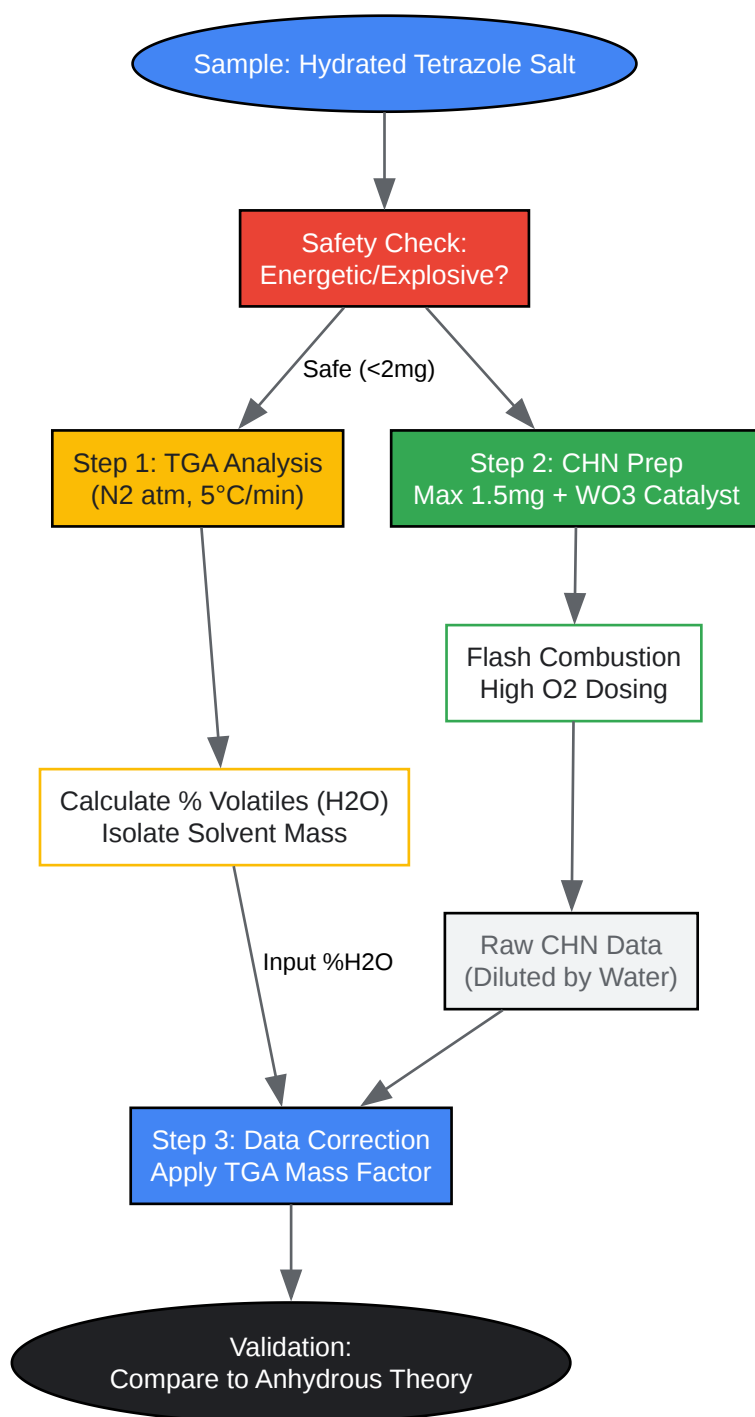 Sample: Hydrated Tetrazole Salt
Safety Check:
Energetic/Explosive?
Safe (<2mg)
Step 1: TGA Analysis
(N2 atm, 5°C/min)
Step 2: CHN Prep
Max 1.5mg + WO3 Catalyst
Flash Combustion
High O2 Dosing
Calculate % Volatiles (H2O)
Isolate Solvent Mass
Input %H2O
Raw CHN Data
(Diluted by Water)
Step 3: Data Correction
Apply TGA Mass Factor
Validation:
Compare to Anhydrous Theory